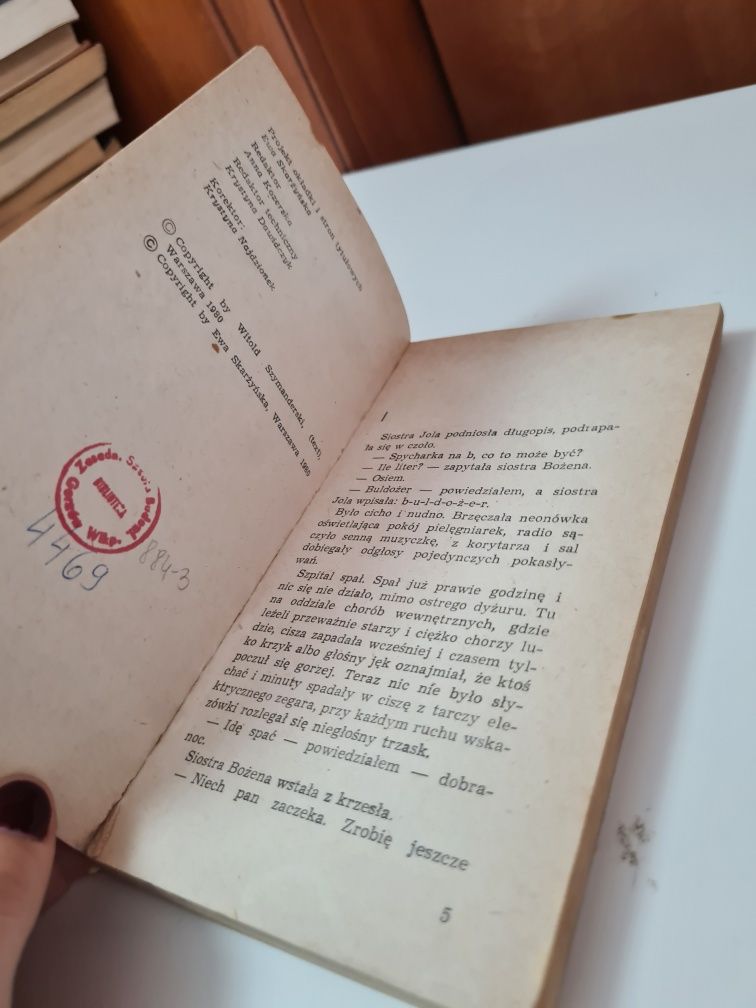 Projekt okładki i stron tytułowych
Ewa Skarżyńska
Redaktor
Anna Kozerska
Redaktor techniczny
Krystyna Dawidczyk
Korektor:
Krystyna Najdzionek
© Copyright by Witold Szymanderski, (text),
Warszawa 1980
© Copyright by Ewa Skarżyńska, Warszawa 1980
BIBLIOTEKA
4469
884-3
I
Siostra Jola podniosła długopis, podrapa-
ła się w czoło.
— Spycharka na b, co to może być?
— Ile liter? — zapytała siostra Bożena.
— Osiem.
— Buldożer — powiedziałem, a siostra
Jola wpisała: b-u-l-d-o-ż-e-r.
Było cicho i nudno. Brzęczała neonówka
oświetlająca pokój pielęgniarek, radio są-
czyło senną muzyczkę, z korytarza i sal
dobiegały odgłosy pojedynczych pokasły-
wań.
Szpital spał. Spał już prawie godzinę i
nic się nie działo, mimo ostrego dyżuru. Tu
na oddziale chorób wewnętrznych, gdzie
leżeli przeważnie starzy i ciężko chorzy lu-
dzie, cisza zapadała wcześniej i czasem tyl-
ko krzyk albo głośny jęk oznajmiał, że ktoś
poczuł się gorzej. Teraz nic nie było sły-
chać i minuty spadały w ciszę z tarczy ele-
ktrycznego zegara, przy każdym ruchu wska-
zówki rozlegał się niegłośny trzask.
— Idę spać — powiedziałem — dobra-
noc.
Siostra Bożena wstała z krzesła.
— Niech pan zaczeka. Zrobię jeszcze
5